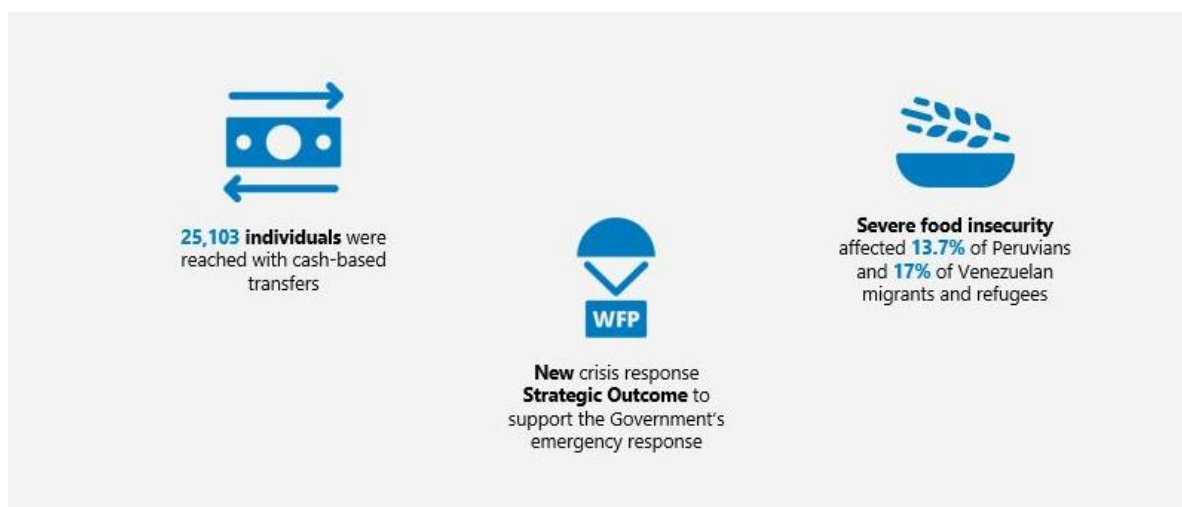 25,103 individuals were
reached with cash-based
transfers
WFP
New crisis response
Strategic Outcome to
support the Government's
emergency response
Severe food insecurity
affected 13.7% of Peruvians
and 17% of Venezuelan
migrants and refugees